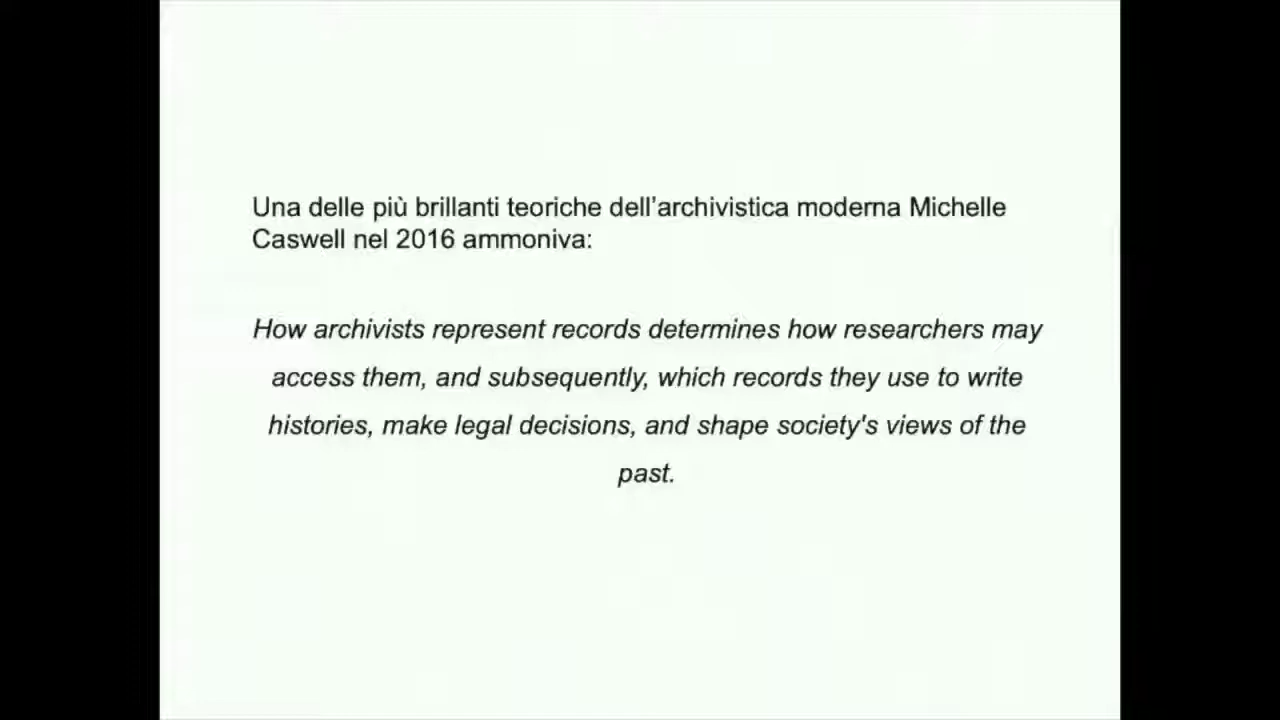 Una delle più brillanti teoriche dell’archivistica moderna Michelle
Caswell nel 2016 ammoniva:
How archivists represent records determines how researchers may
access them, and subsequently, which records they use to write
histories, make legal decisions, and shape society's views of the
past.